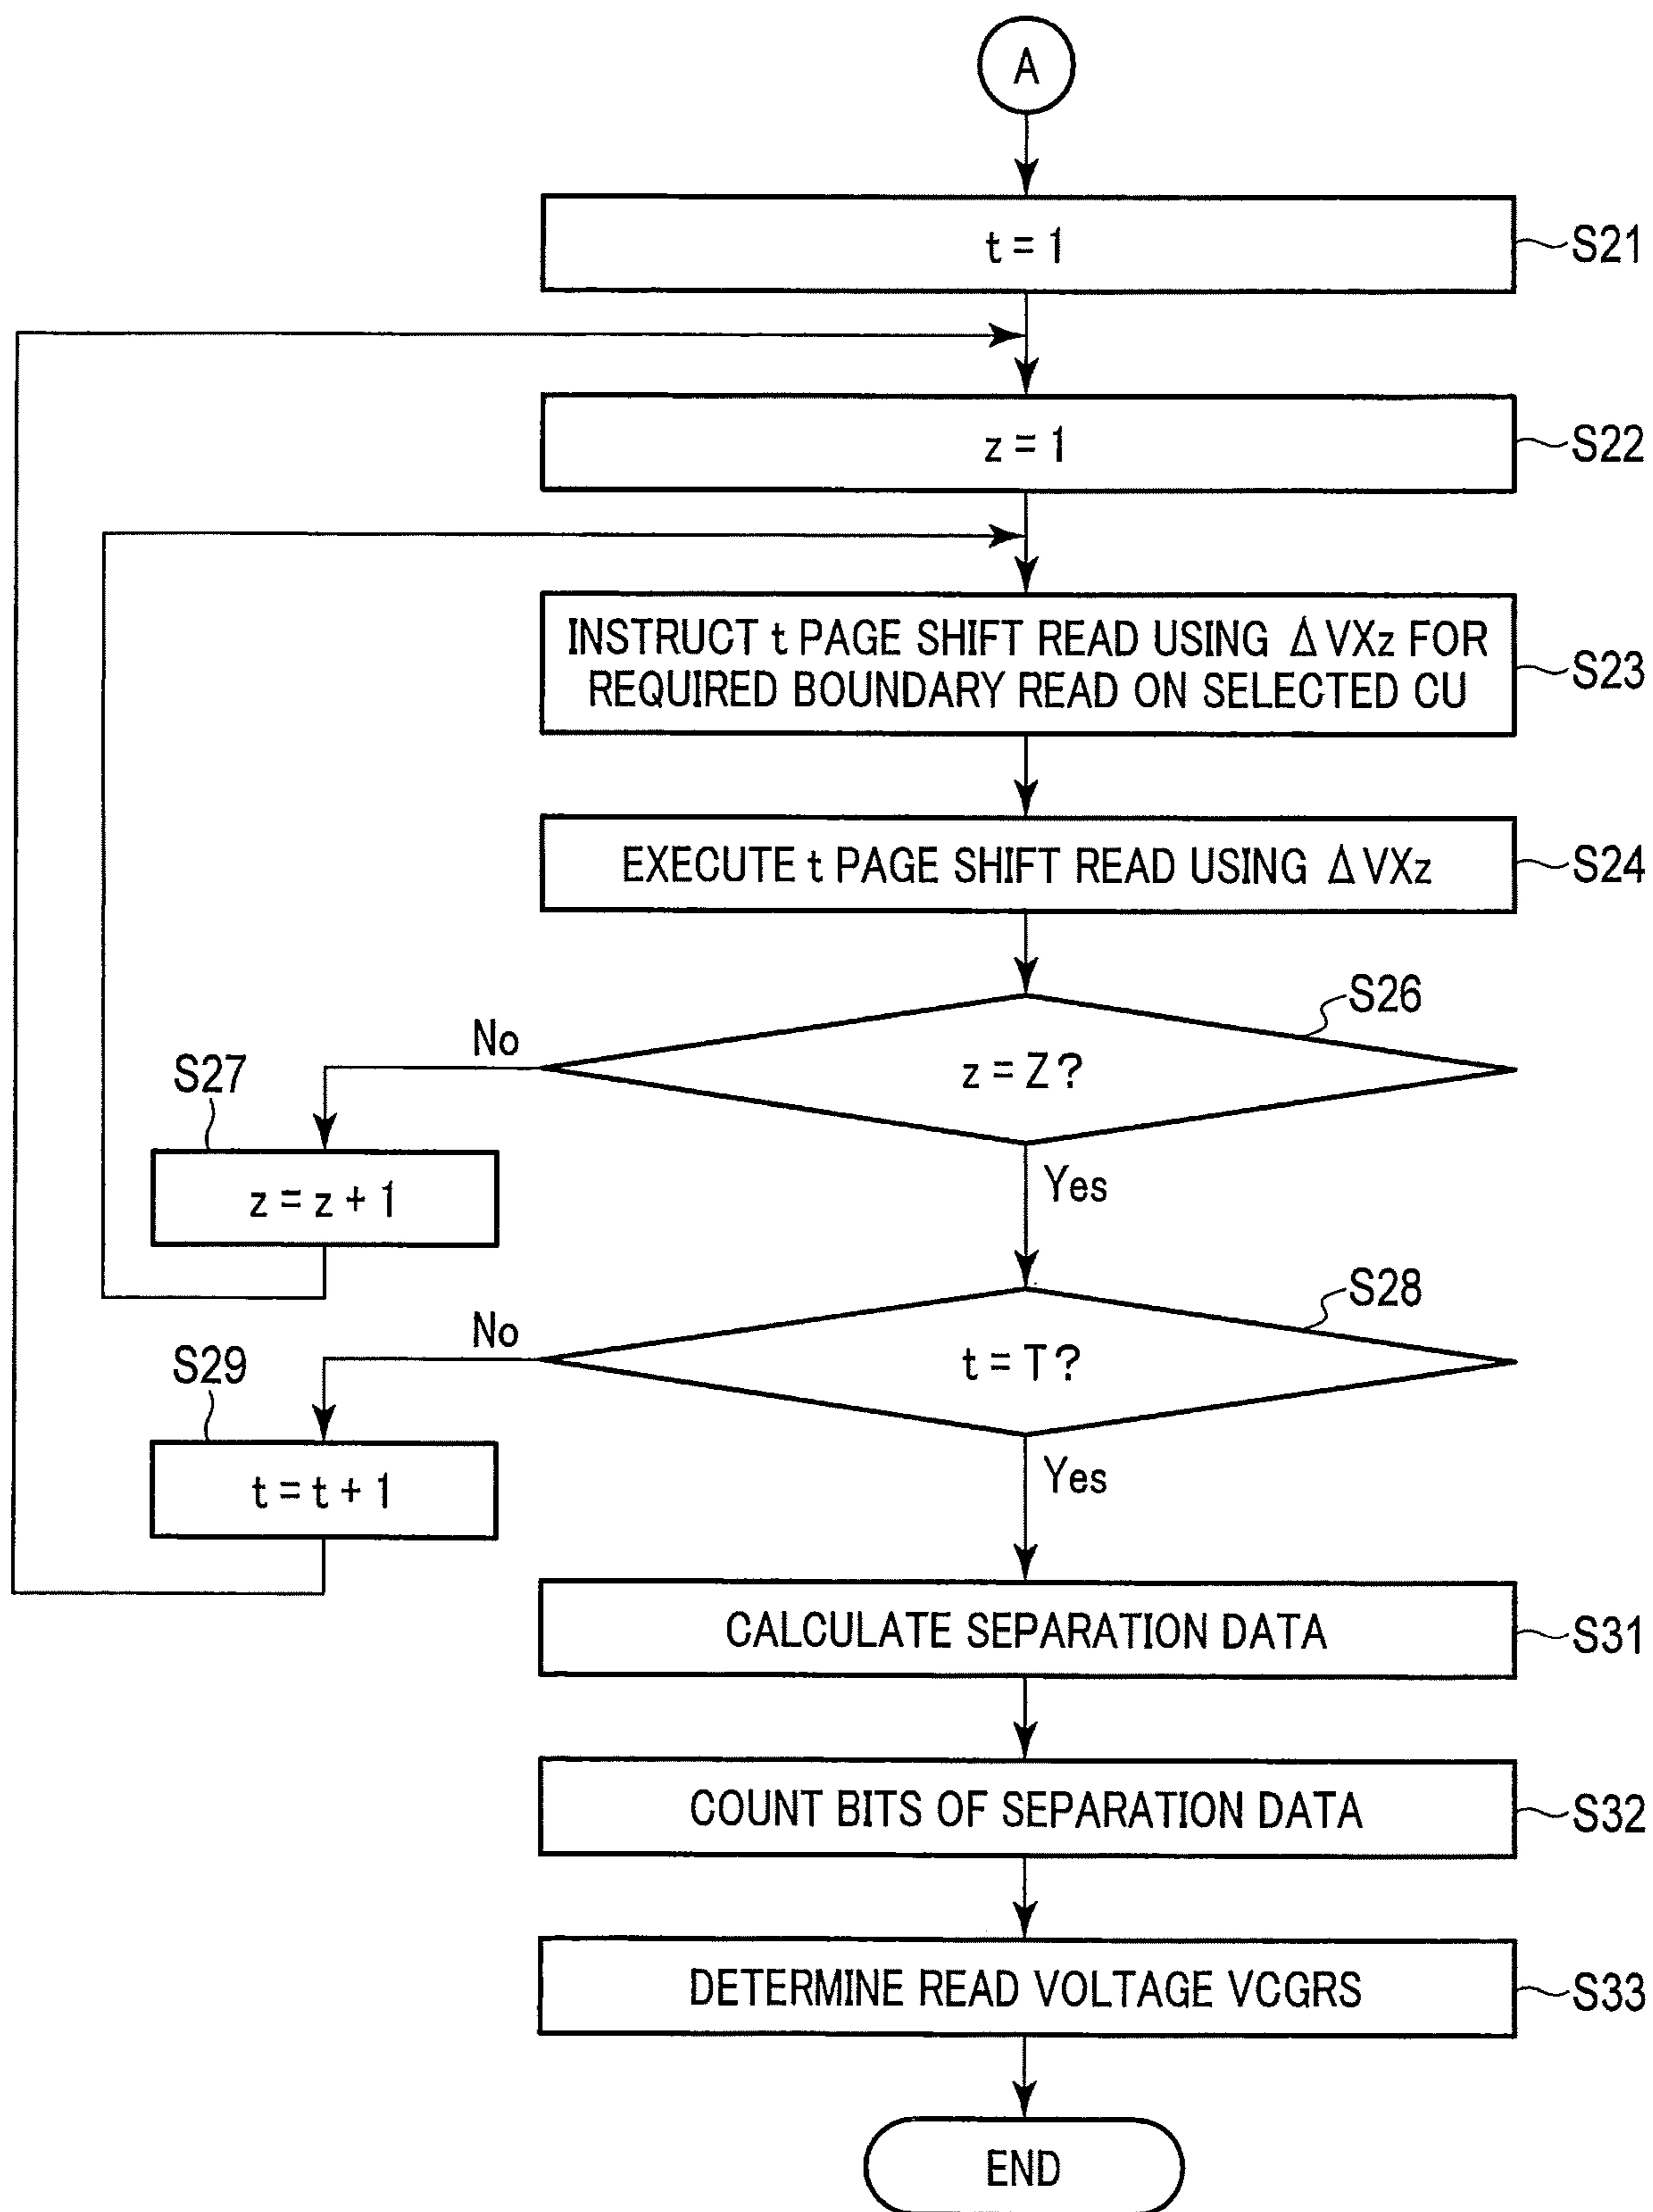 A
t = 1
S21
z = 1
S22
INSTRUCT t PAGE SHIFT READ USING ΔVXz FOR
REQUIRED BOUNDARY READ ON SELECTED CU
S23
EXECUTE t PAGE SHIFT READ USING ΔVXz
S24
S26
No
z = Z?
S27
z = z + 1
Yes
S28
No
t = T?
S29
t = t + 1
Yes
CALCULATE SEPARATION DATA
S31
COUNT BITS OF SEPARATION DATA
S32
DETERMINE READ VOLTAGE VCGRS
S33
END